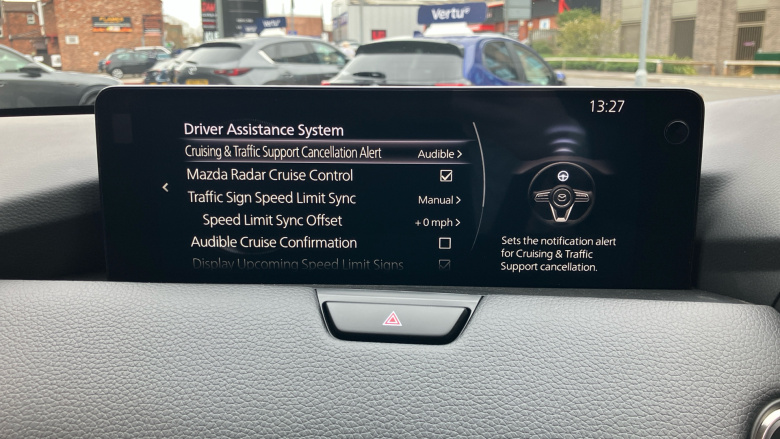 Vertu
13:27
Driver Assistance System
Cruising & Traffic Support Cancellation Alert Audible >
Mazda Radar Cruise Control
Traffic Sign Speed Limit Sync Manual >
Speed Limit Sync Offset + 0 mph >
Audible Cruise Confirmation
Display Upcoming Speed Limit Signs
Sets the notification alert
for Cruising & Traffic
Support cancellation.